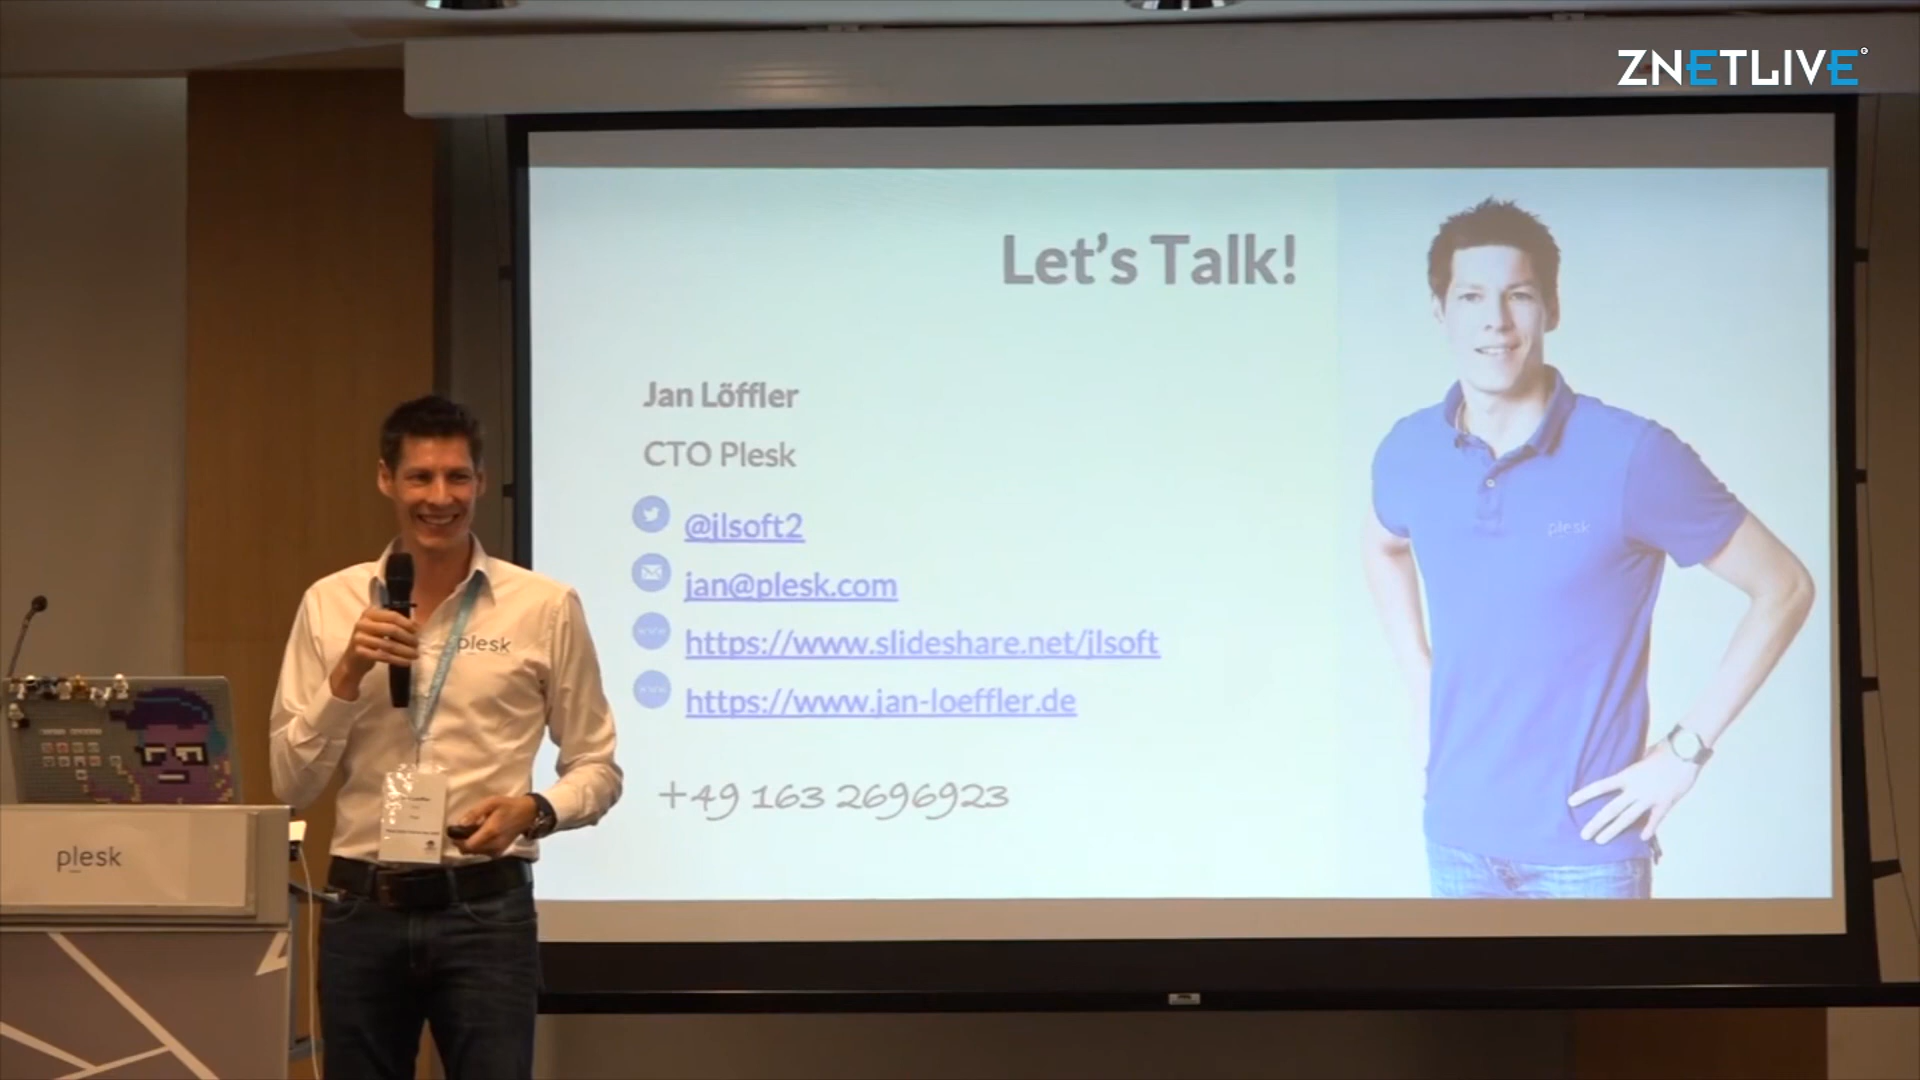 ZNETLIVE
Let's Talk!
Jan Löffler
CTO Plesk
@jlsoft2
jan@plesk.com
https://www.slideshare.net/jlsoft
https://www.jan-loeffler.de
+49 163 2696923
plesk
plesk
plesk